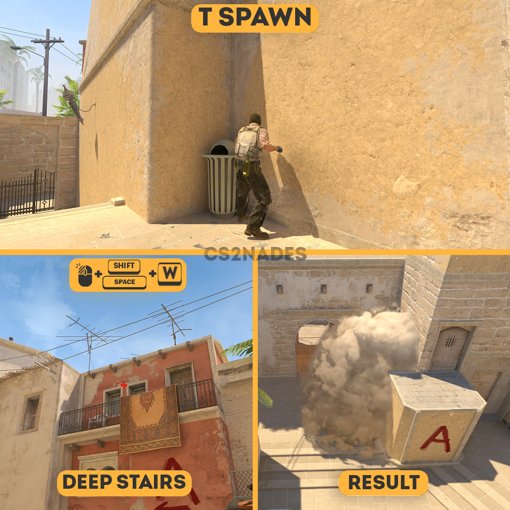 T SPAWN
CS2NADES
+ SHIFT SPACE + W
DEEP STAIRS
A
RESULT
A